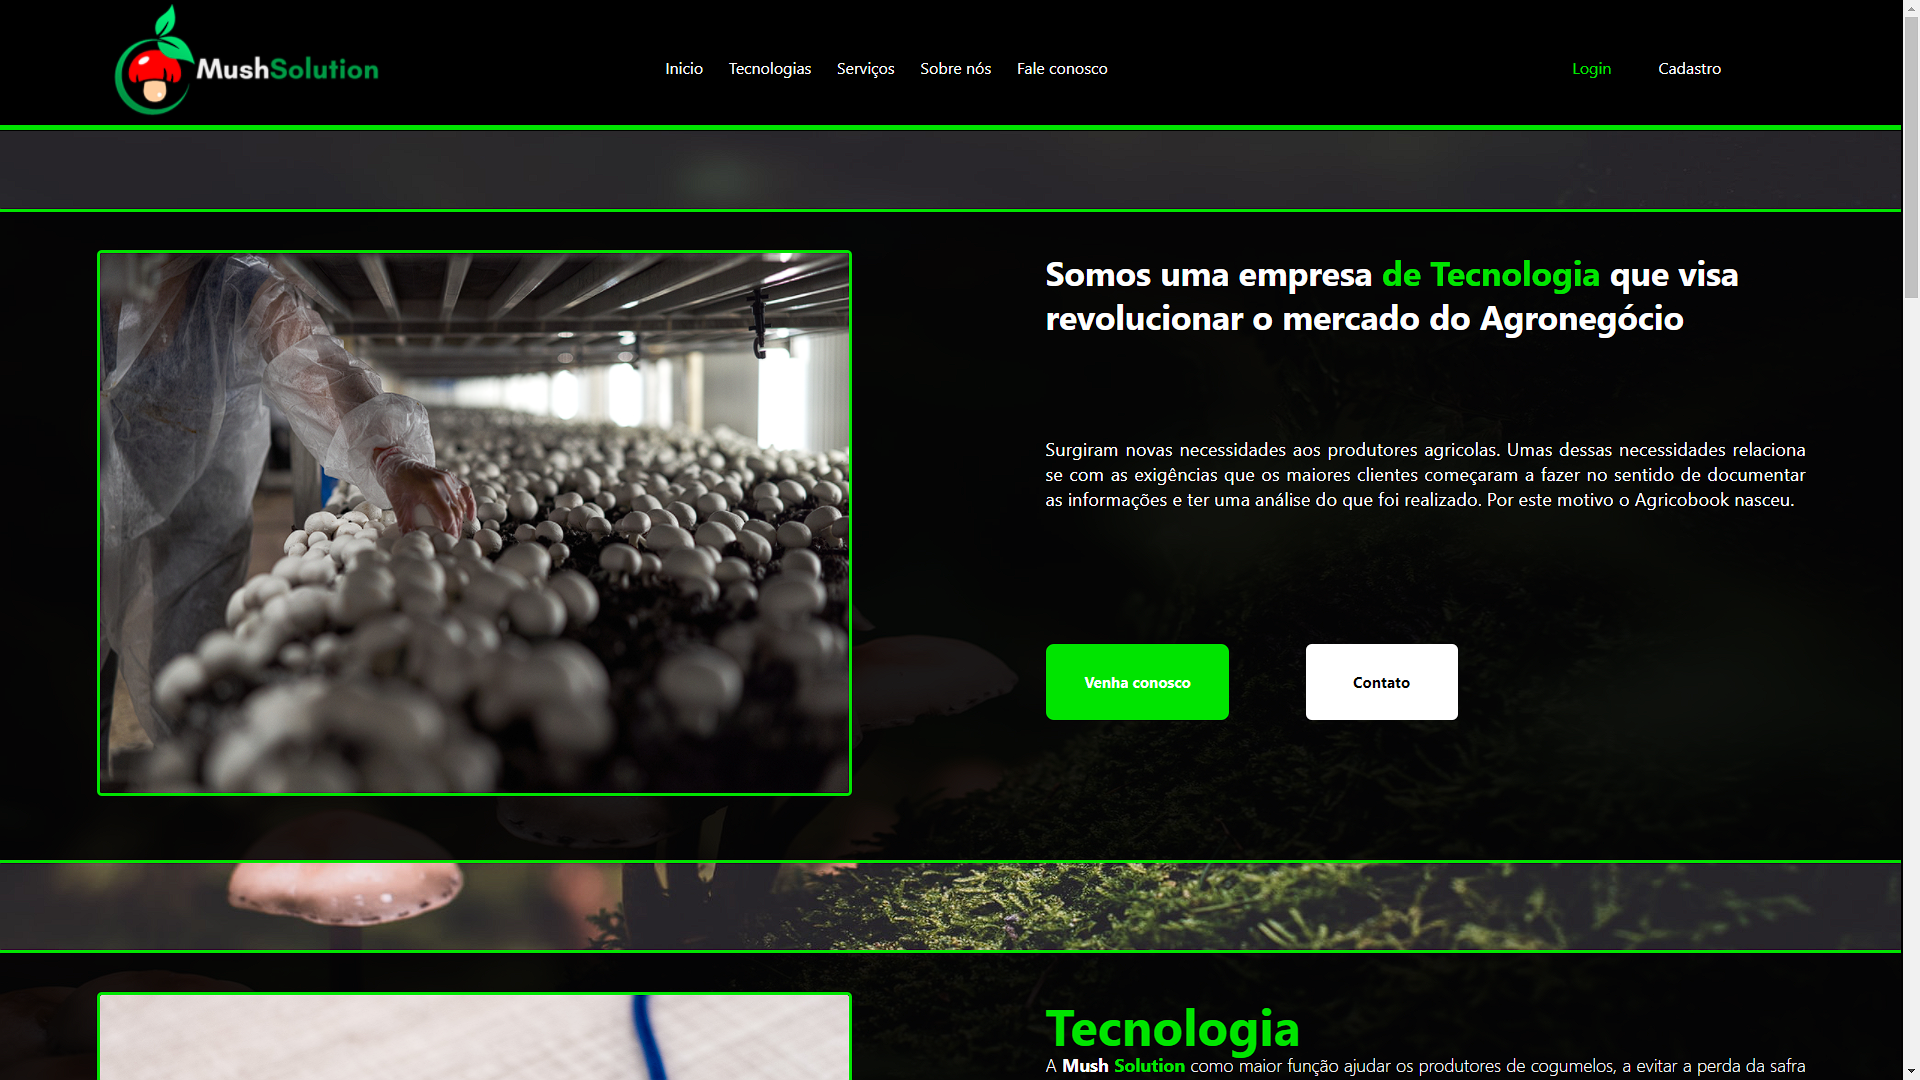 MushSolution
Inicio Tecnologias Serviços Sobre nós Fale conosco Login Cadastro
Somos uma empresa de Tecnologia que visa
revolucionar o mercado do Agronegócio
Surgiram novas necessidades aos produtores agricolas. Umas dessas necessidades relaciona
se com as exigências que os maiores clientes começaram a fazer no sentido de documentar
as informações e ter uma análise do que foi realizado. Por este motivo o Agricobook nasceu.
Venha conosco Contato
Tecnologia
A Mush Solution como maior função ajudar os produtores de cogumelos, a evitar a perda da safra